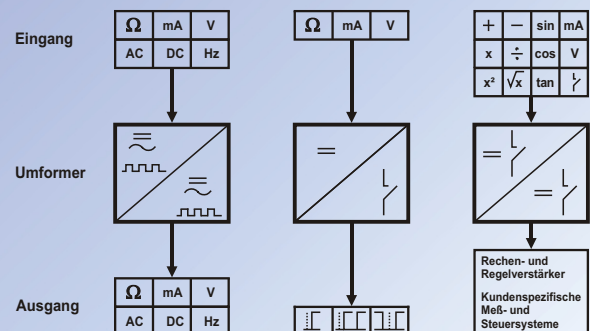 Eingang
Ω mA V
AC DC Hz
Ω mA V
+ − sin mA
x ÷ cos V
x² √x tan
Umformer
Ausgang
Ω mA V
AC DC Hz
Rechen- und
Regelverstärker
Kundenspezifische
Meß- und
Steuersysteme